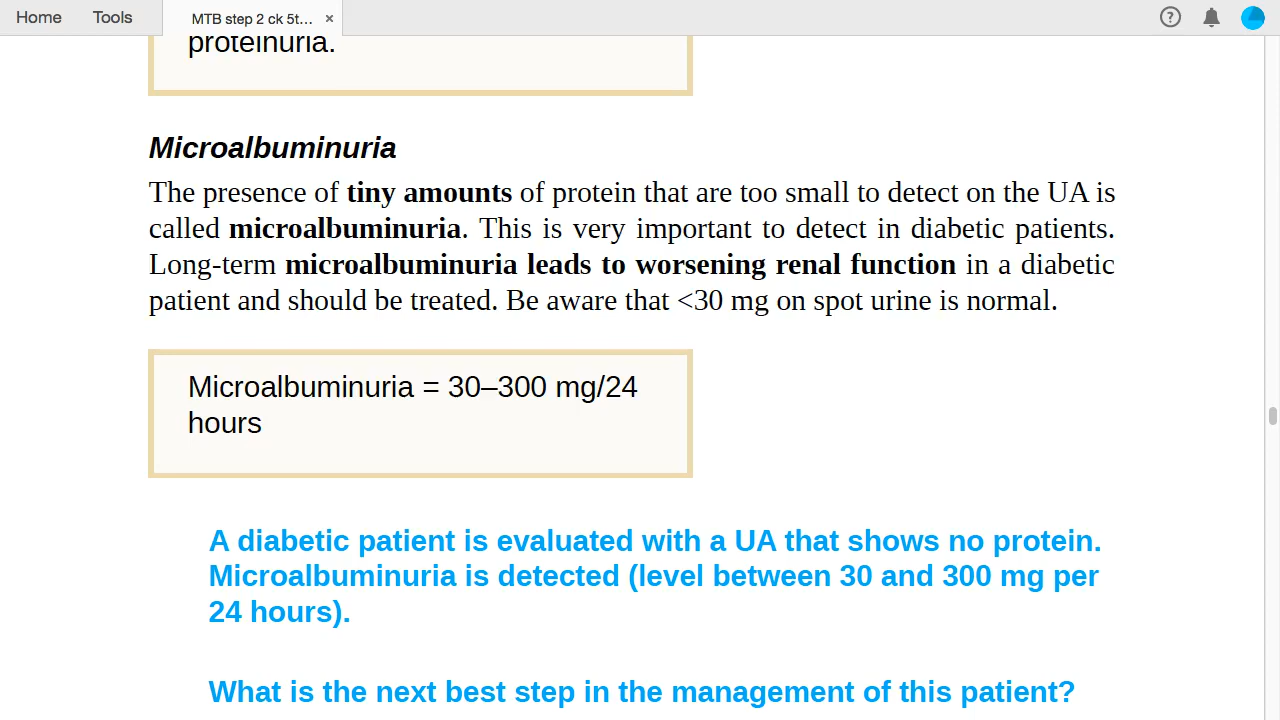 Home Tools MTB step 2 ck 5t... ×
proteinuria.
Microalbuminuria
The presence of tiny amounts of protein that are too small to detect on the UA is
called microalbuminuria. This is very important to detect in diabetic patients.
Long-term microalbuminuria leads to worsening renal function in a diabetic
patient and should be treated. Be aware that <30 mg on spot urine is normal.
Microalbuminuria = 30–300 mg/24
hours
A diabetic patient is evaluated with a UA that shows no protein.
Microalbuminuria is detected (level between 30 and 300 mg per
24 hours).
What is the next best step in the management of this patient?